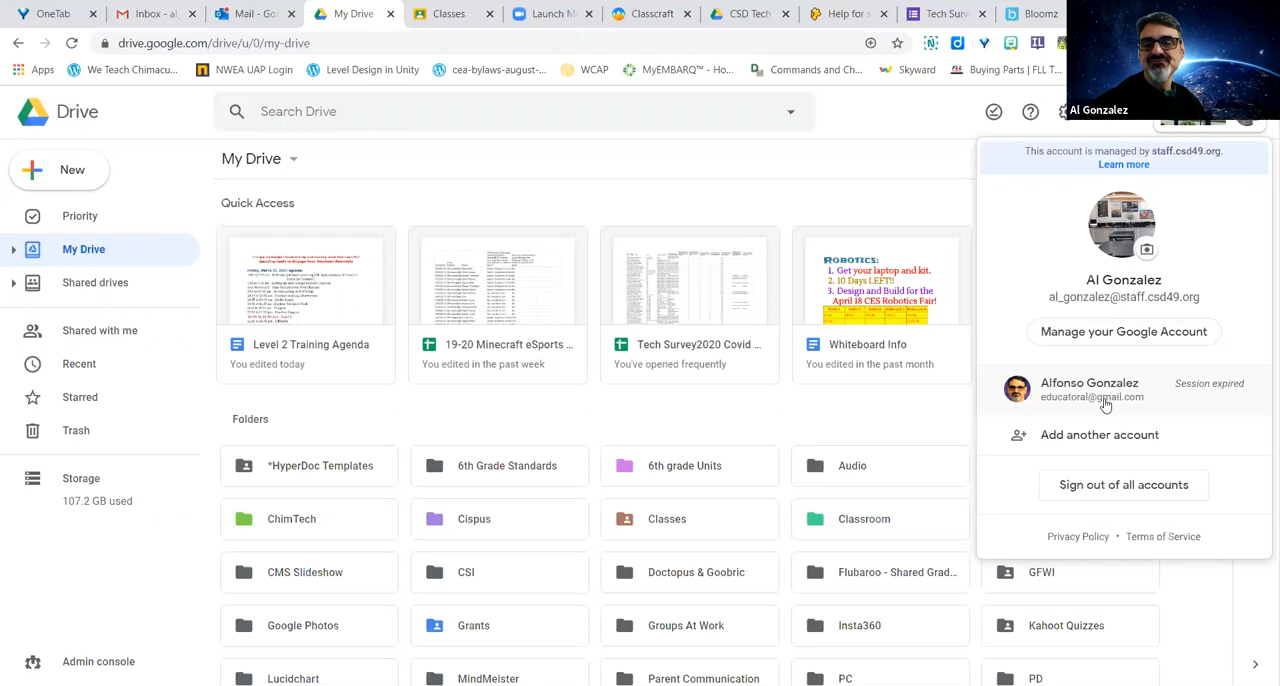 OneTab
Inbox - al_
Mail - Gon
My Drive
Classes
Launch M
Classcraft
CSD Tech
Help for s
Tech Surv
Bloomz
drive.google.com/drive/u/0/my-drive
Apps
We Teach Chimacu...
NWEA UAP Login
Level Design in Unity
cea-bylaws-august-...
WCAP
MyEMBARQ™ - Ho...
Commands and Ch...
Skyward
Buying Parts | FLL T...
Al Gonzalez
Drive
Search Drive
This account is managed by staff.csd49.org.
Learn more
New
My Drive
Priority
Quick Access
My Drive
Shared drives
Friday, March 27, 2020 Agenda:
ROBOTICS:
1. Get your laptop and kit.
2. 10 Days LEFT!!
3. Design and Build for the
April 18 CES Robotics Fair!
Al Gonzalez
al_gonzalez@staff.csd49.org
Manage your Google Account
Shared with me
Level 2 Training Agenda
19-20 Minecraft eSports ...
Tech Survey2020 Covid ...
Whiteboard Info
Recent
You edited today
You edited in the past week
You've opened frequently
You edited in the past month
Alfonso Gonzalez
Session expired
educatoral@gmail.com
Starred
Folders
Trash
Add another account
*HyperDoc Templates
6th Grade Standards
6th grade Units
Audio
Storage
107.2 GB used
Sign out of all accounts
ChimTech
Cispus
Classes
Classroom
Privacy Policy • Terms of Service
CMS Slideshow
CSI
Doctopus & Goobric
Flubaroo - Shared Grad...
GFWI
Google Photos
Grants
Groups At Work
Insta360
Kahoot Quizzes
Admin console
Lucidchart
MindMeister
Parent Communication
PC
PD